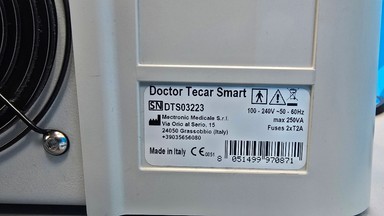 Doctor Tecar Smart
SN DTS03223
100 - 240V ~50 - 60Hz
max 250VA
Fuses 2xT2A
Mectronic Medicale S.r.l.
Via Orio al Serio, 15
24050 Grassobbio (Italy)
+39035656080
Made in Italy CE 0051
8 051499 970871